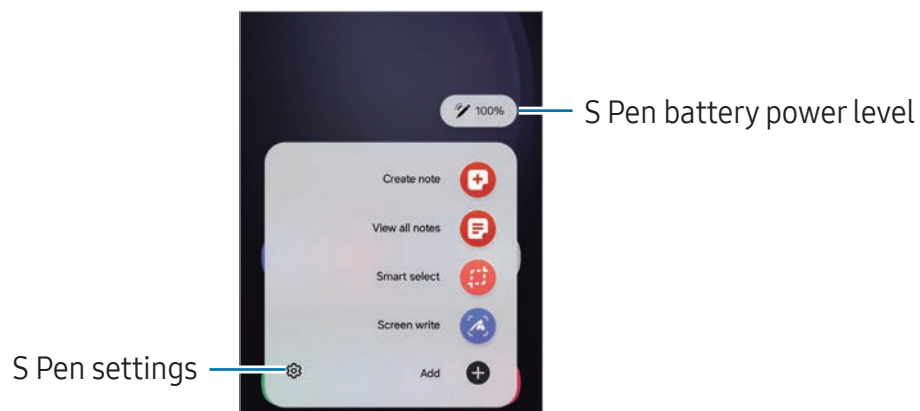 100%
S Pen battery power level
Create note
View all notes
Smart select
Screen write
S Pen settings
Add